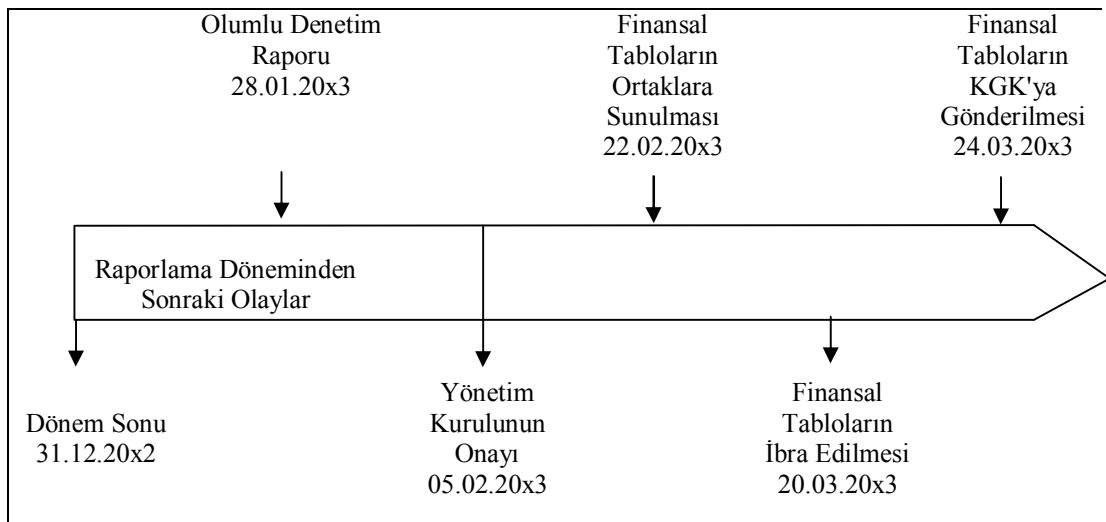 Olumlu Denetim
Raporu
28.01.20x3
Finansal
Tabloların
Ortaklara
Sunulması
22.02.20x3
Finansal
Tabloların
KGK'ya
Gönderilmesi
24.03.20x3
Raporlama Döneminden
Sonraki Olaylar
Dönem Sonu
31.12.20x2
Yönetim
Kurulunun
Onayı
05.02.20x3
Finansal
Tabloların
İbra Edilmesi
20.03.20x3